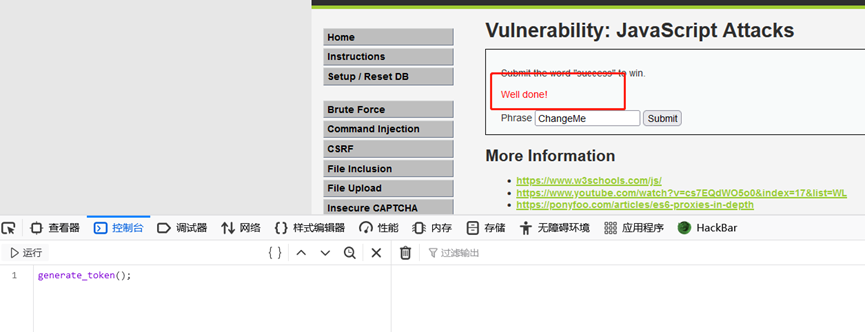 Vulnerability: JavaScript Attacks
Home
Instructions
Setup / Reset DB
Brute Force
Command Injection
CSRF
File Inclusion
File Upload
Insecure CAPTCHA
Submit the word "success" to win.
Well done!
Phrase ChangeMe Submit
More Information
https://www.w3schools.com/js/
https://www.youtube.com/watch?v=cs7EQdWO5o0&index=17&list=WL
https://ponyfoo.com/articles/es6-proxies-in-depth
查看器 控制台 调试器 网络 样式编辑器 性能 内存 存储 无障碍环境 应用程序 HackBar
运行 过滤输出
1 generate_token();